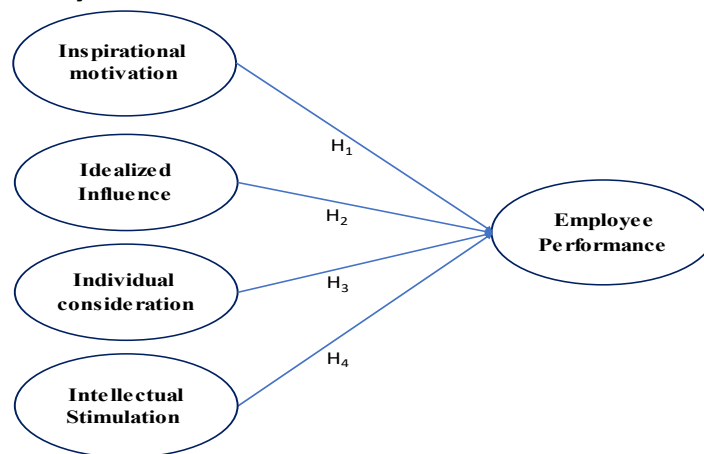 Inspirational
motivation
H₁
Idealized
Influence
H₂
Employee
Performance
Individual
consideration
H₃
H₄
Intellectual
Stimulation